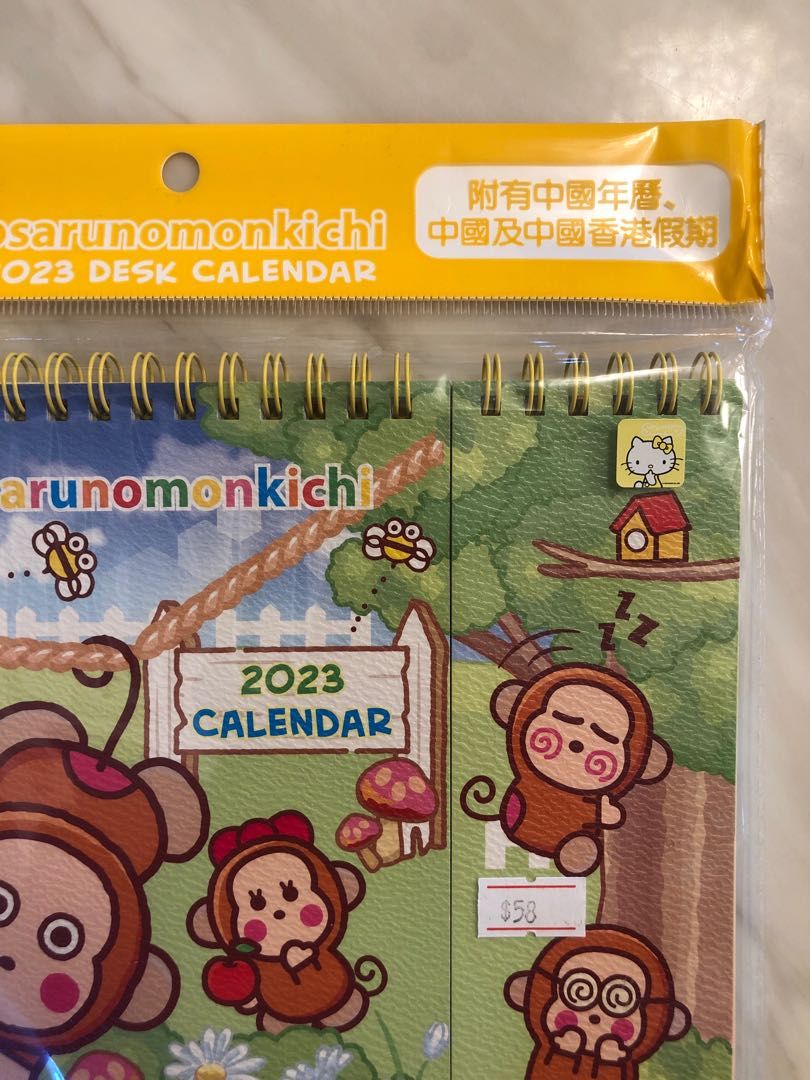 osarunomonkichi
2023 DESK CALENDAR
附有中國年曆、
中國及中國香港假期
arunomonkichi
2023
CALENDAR
z z z
$58